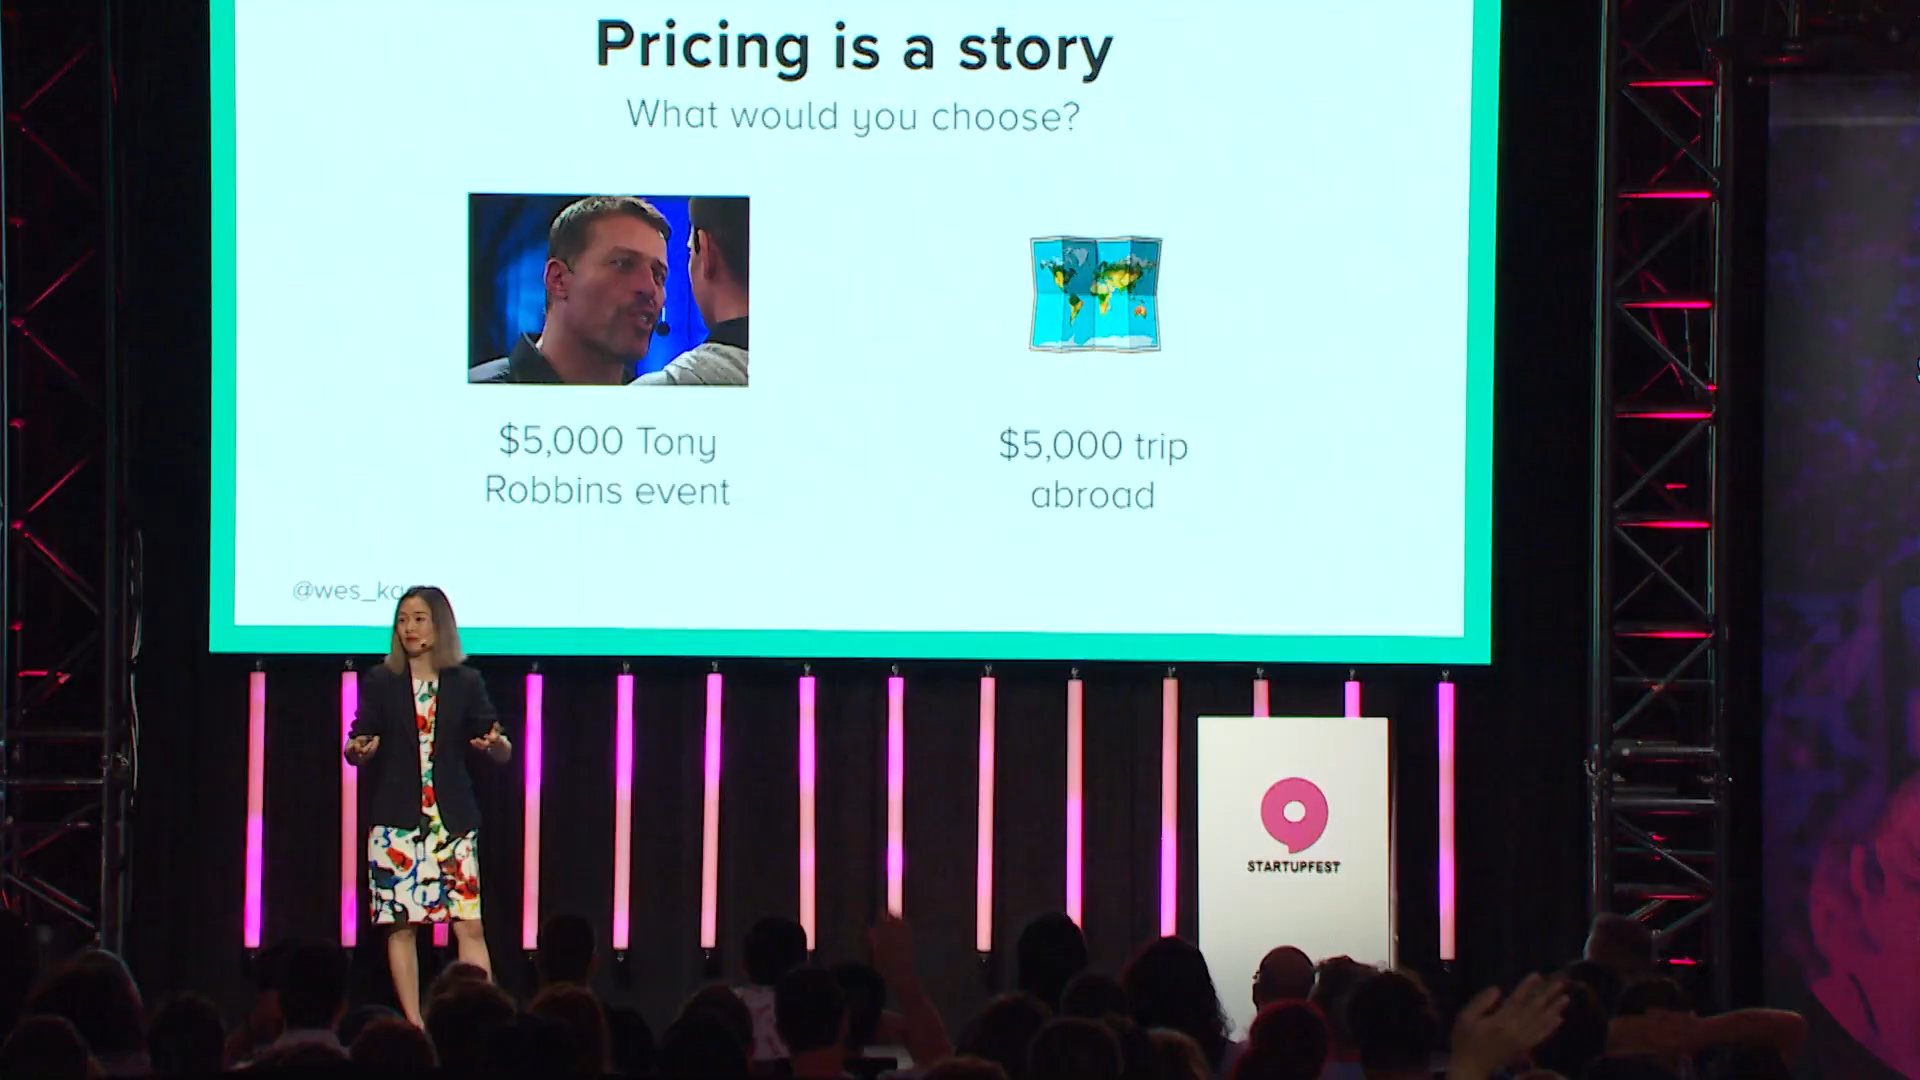 Pricing is a story
What would you choose?
$5,000 Tony
Robbins event
$5,000 trip
abroad
STARTUPFEST